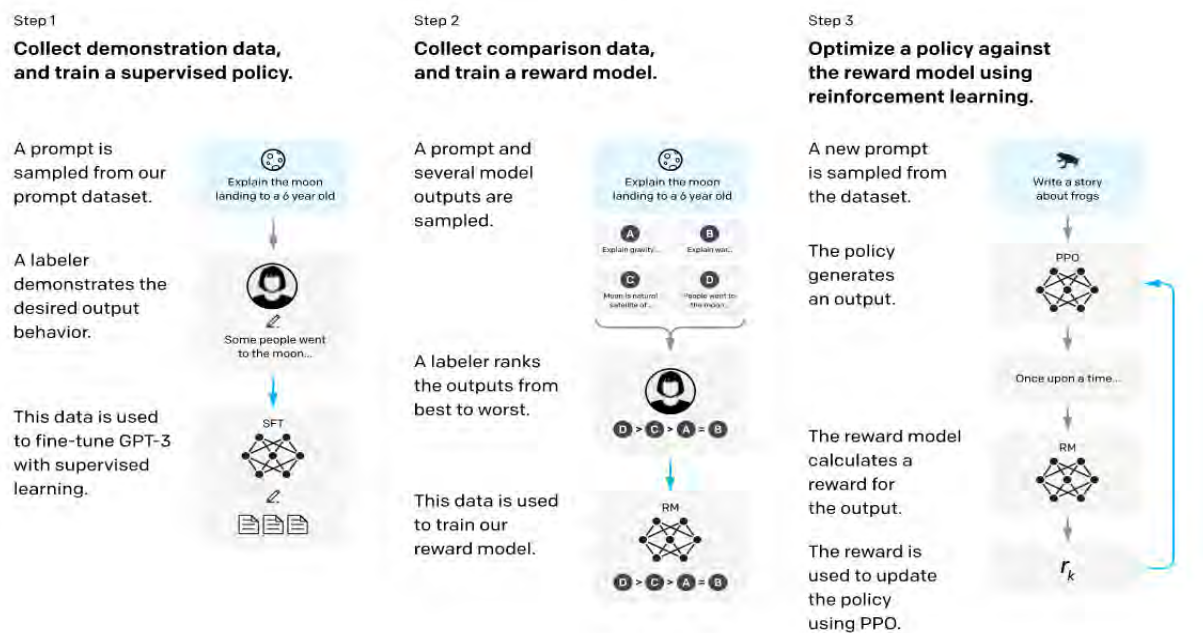 Step 1
Collect demonstration data,
and train a supervised policy.
A prompt is
sampled from our
prompt dataset.
Explain the moon
landing to a 6 year old
A labeler
demonstrates the
desired output
behavior.
Some people went
to the moon...
This data is used
to fine-tune GPT-3
with supervised
learning.
SFT
Step 2
Collect comparison data,
and train a reward model.
A prompt and
several model
outputs are
sampled.
Explain the moon
landing to a 6 year old
A
Explain gravity...
B
Explain war...
C
Moon is natural
satellite of...
D
People went to
the moon...
A labeler ranks
the outputs from
best to worst.
D > C > A = B
This data is used
to train our
reward model.
RM
D > C > A = B
Step 3
Optimize a policy against
the reward model using
reinforcement learning.
A new prompt
is sampled from
the dataset.
Write a story
about frogs
The policy
generates
an output.
PPO
Once upon a time...
The reward model
calculates a
reward for
the output.
RM
The reward is
used to update
the policy
using PPO.
rₖ